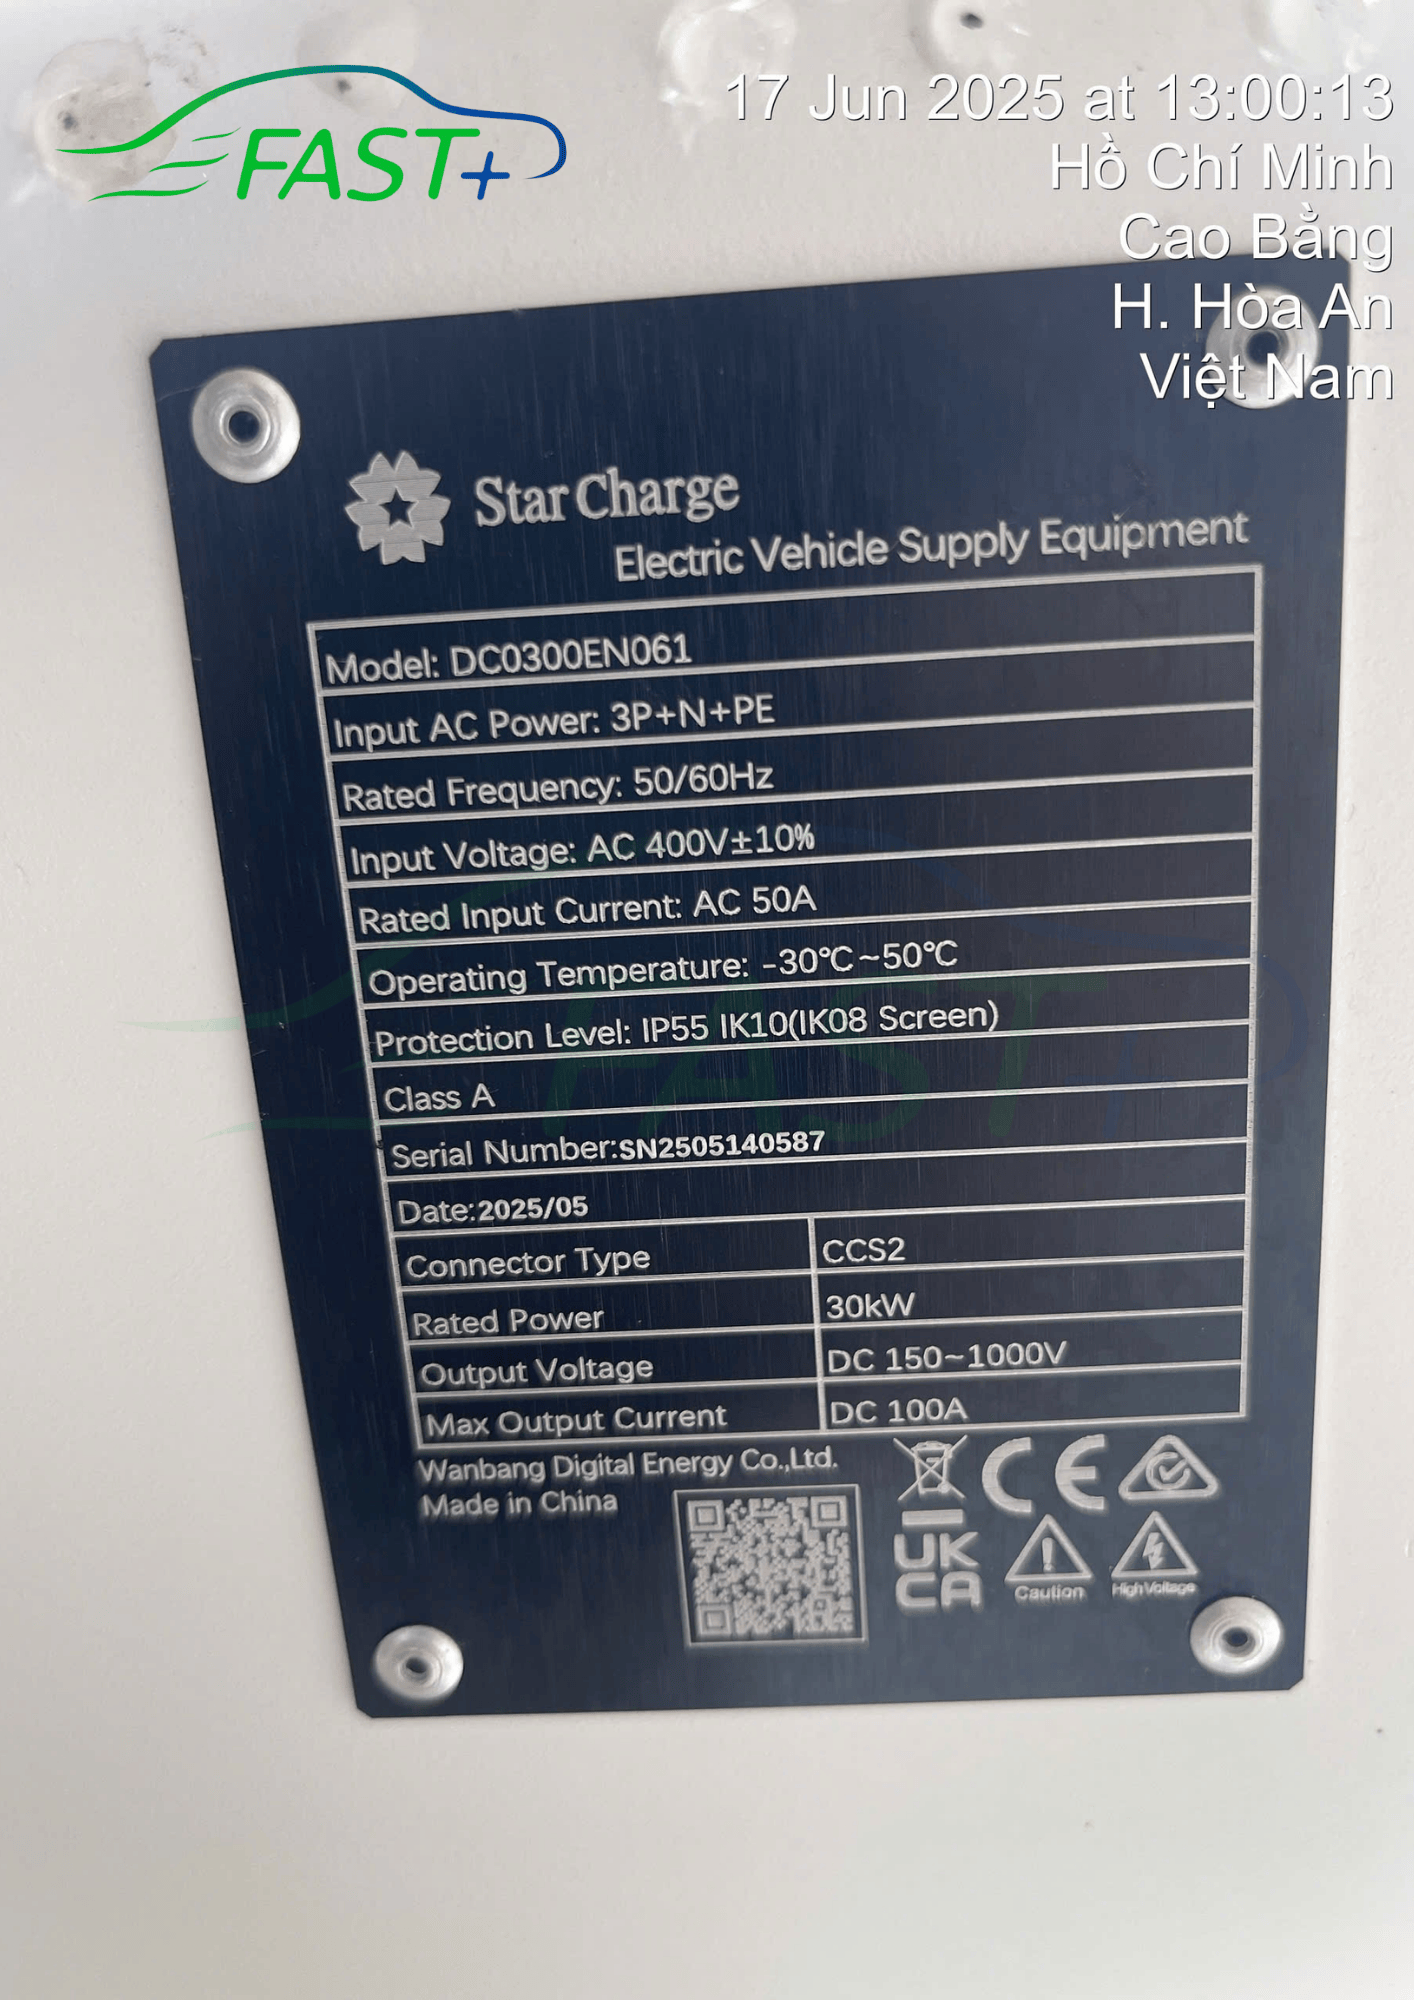 FAST+
17 Jun 2025 at 13:00:13
Hồ Chí Minh
Cao Bằng
H. Hòa An
Việt Nam
Star Charge
Electric Vehicle Supply Equipment
Model: DC0300EN061
Input AC Power: 3P+N+PE
Rated Frequency: 50/60Hz
Input Voltage: AC 400V±10%
Rated Input Current: AC 50A
Operating Temperature: -30℃~50℃
Protection Level: IP55 IK10(IK08 Screen)
Class A
Serial Number:SN2505140587
Date:2025/05
Connector Type CCS2
Rated Power 30kW
Output Voltage DC 150~1000V
Max Output Current DC 100A
Wanbang Digital Energy Co.,Ltd.
Made in China
CE
UK
CA
Caution
High Voltage
FAST+